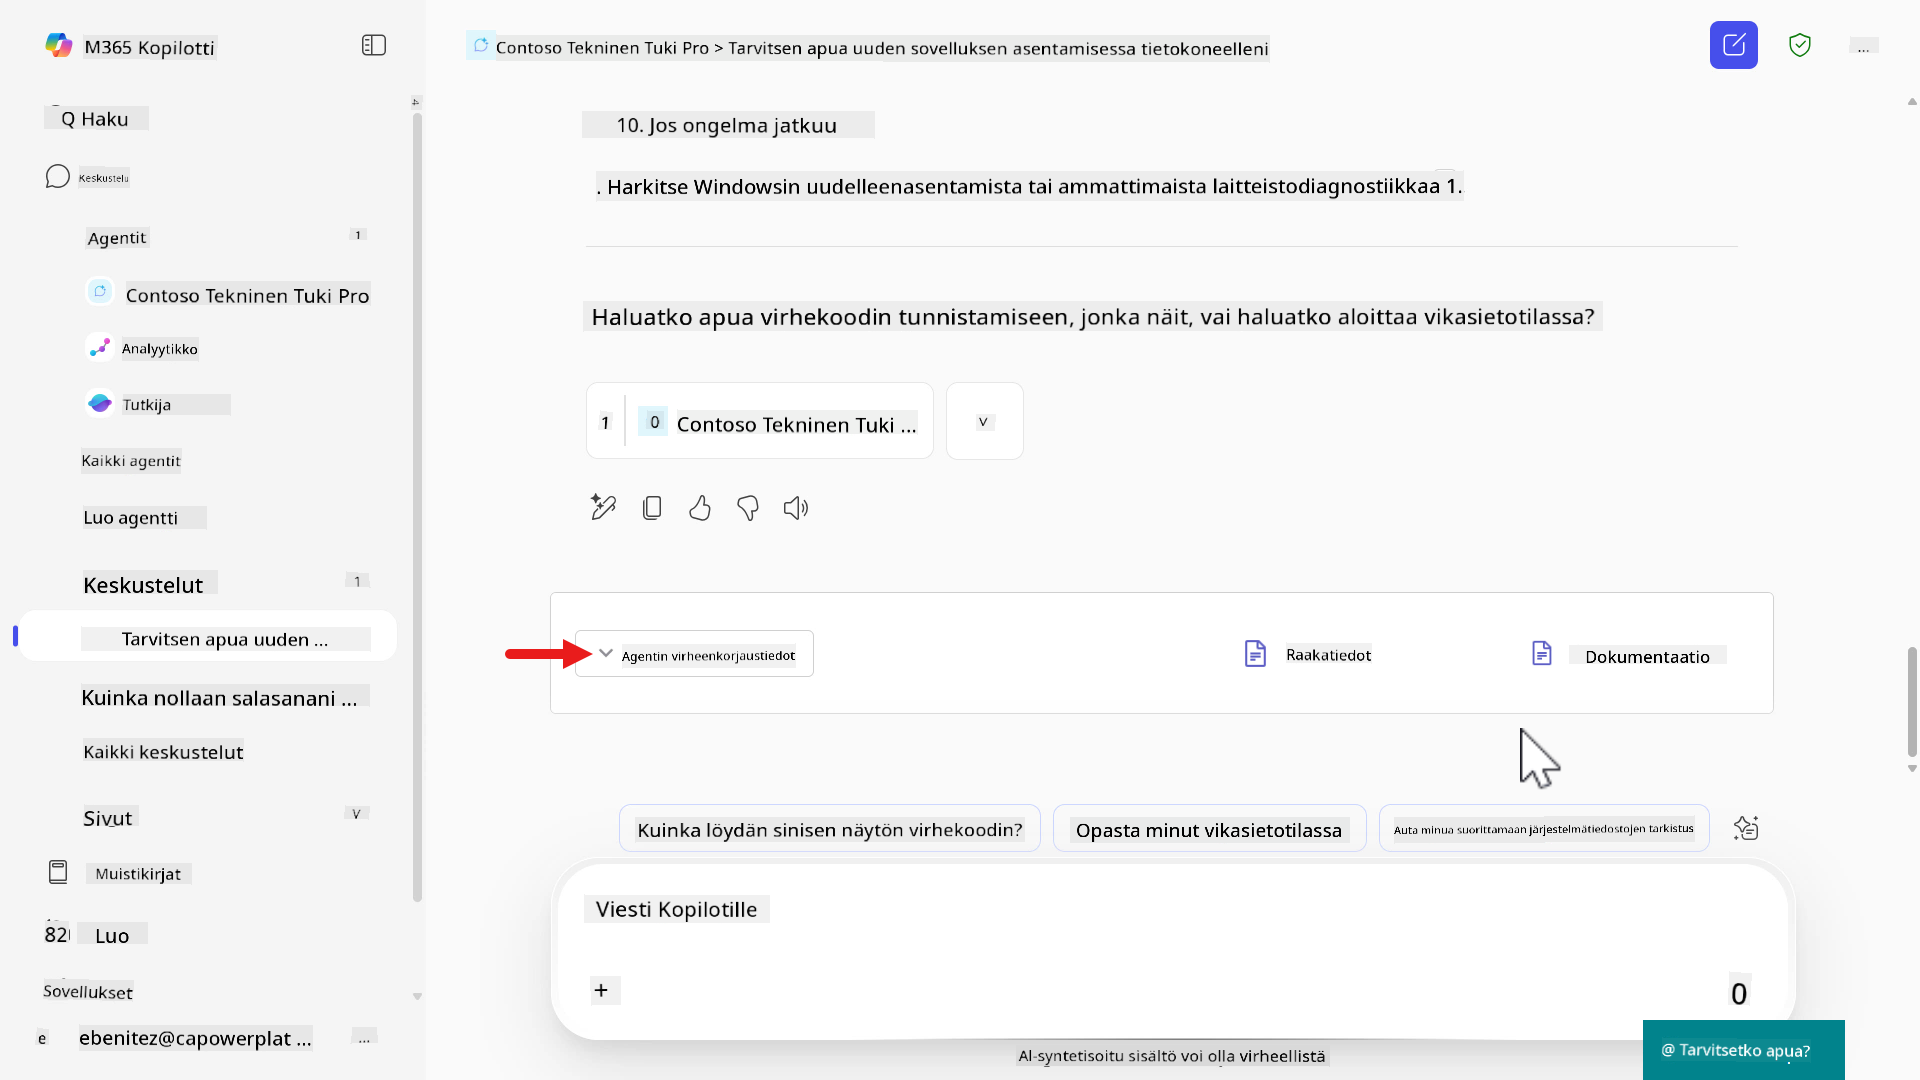 M365 Kopilotti
Q Haku
Keskustelu
Agentit 1
Contoso Tekninen Tuki Pro
Analyytikko
Tutkija
Kaikki agentit
Luo agentti
Keskustelut 1
Tarvitsen apua uuden ...
Kuinka nollaan salasanani ...
Kaikki keskustelut
Sivut V
Muistikirjat
82 Luo
Sovellukset
e ebenitez@capowerplat ... ...
Contoso Tekninen Tuki Pro > Tarvitsen apua uuden sovelluksen asentamisessa tietokoneelleni
...
10. Jos ongelma jatkuu
. Harkitse Windowsin uudelleenasentamista tai ammattimaista laitteistodiagnostiikkaa 1.
Haluatko apua virhekoodin tunnistamiseen, jonka näit, vai haluatko aloittaa vikasietotilassa?
1 0 Contoso Tekninen Tuki ... V
Agentin virheenkorjaustiedot Raakatiedot Dokumentaatio
Kuinka löydän sinisen näytön virhekoodin? Opasta minut vikasietotilassa Auta minua suorittamaan järjestelmätiedostojen tarkistus
Viesti Kopilotille
+ 0
AI-syntetisoitu sisältö voi olla virheellistä
@ Tarvitsetko apua?